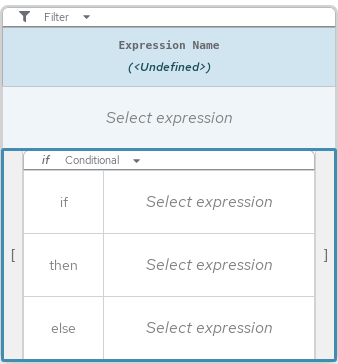 Filter
Expression Name
(<Undefined>)
Select expression
if Conditional
if Select expression
[ then Select expression ]
else Select expression